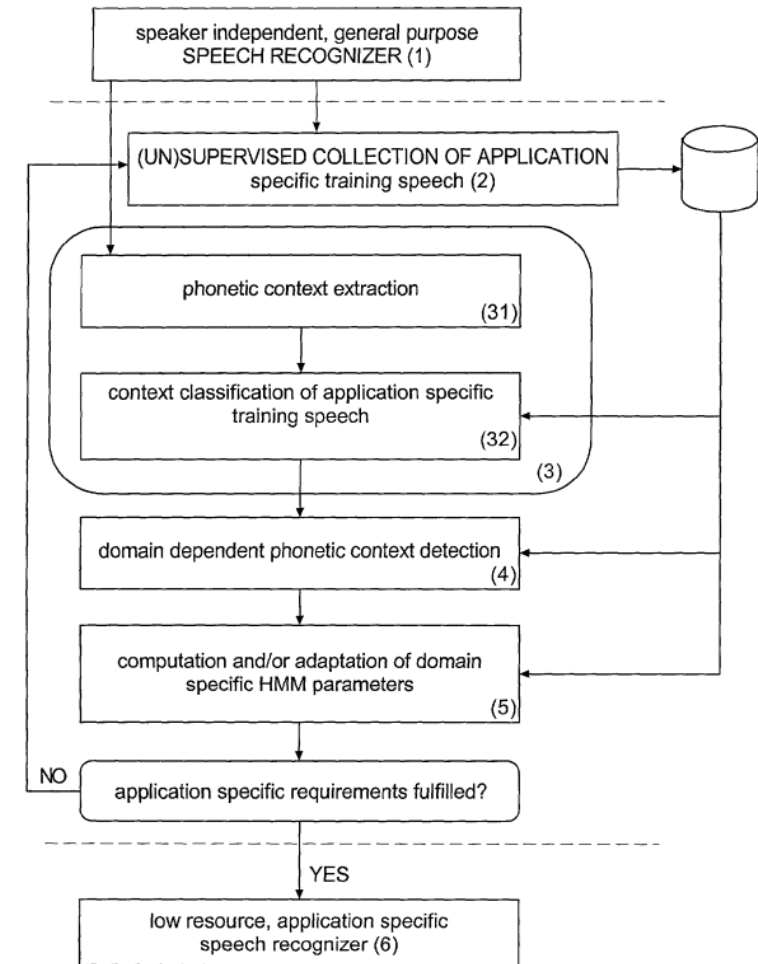 speaker independent, general purpose
SPEECH RECOGNIZER (1)
(UN)SUPERVISED COLLECTION OF APPLICATION
specific training speech (2)
phonetic context extraction
(31)
context classification of application specific
training speech
(32)
(3)
domain dependent phonetic context detection
(4)
computation and/or adaptation of domain
specific HMM parameters
(5)
NO
application specific requirements fulfilled?
YES
low resource, application specific
speech recognizer (6)